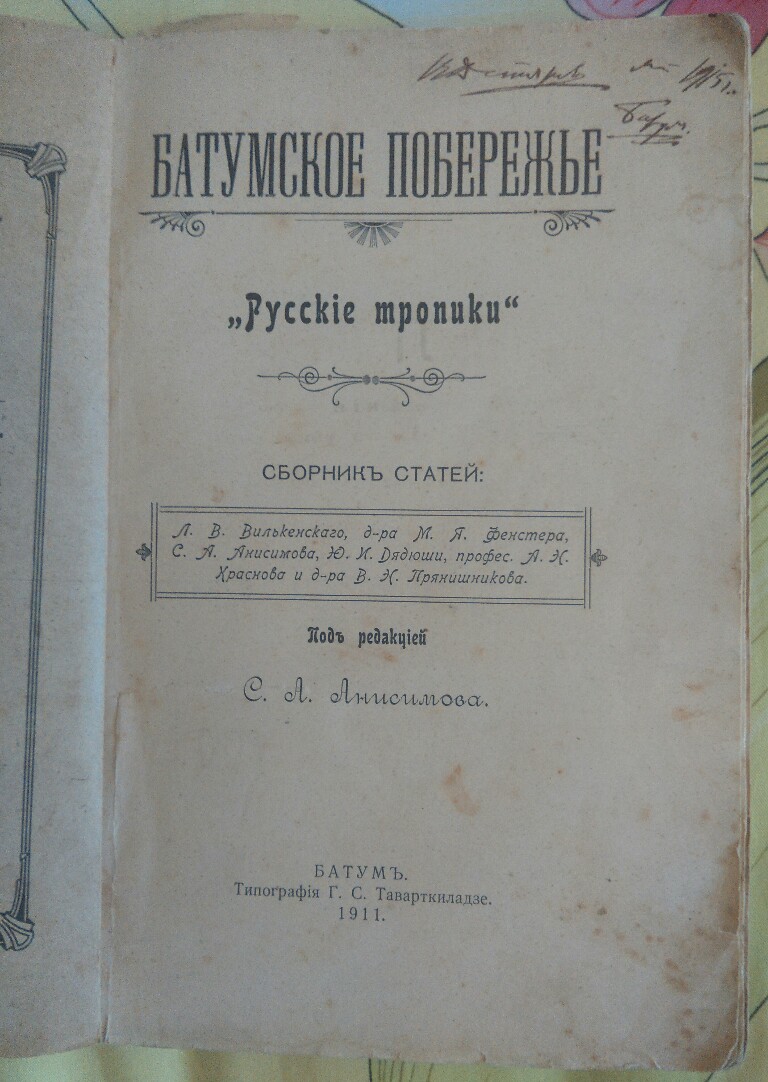 БАТУМСКОЕ ПОБЕРЕЖЬЕ
„Русскіе тропики“
СБОРНИКЪ СТАТЕЙ:
Л. В. Вилькенскаго, д-ра М. Я. Фенстера,
С. А. Анисимова, Ю. И. Дядюши, профес. А. Н.
Краснова и д-ра В. Н. Прянишникова.
Подъ редакціей
С. А. Анисимова.
БАТУМЪ.
Типографія Г. С. Таварткиладзе.
1911.